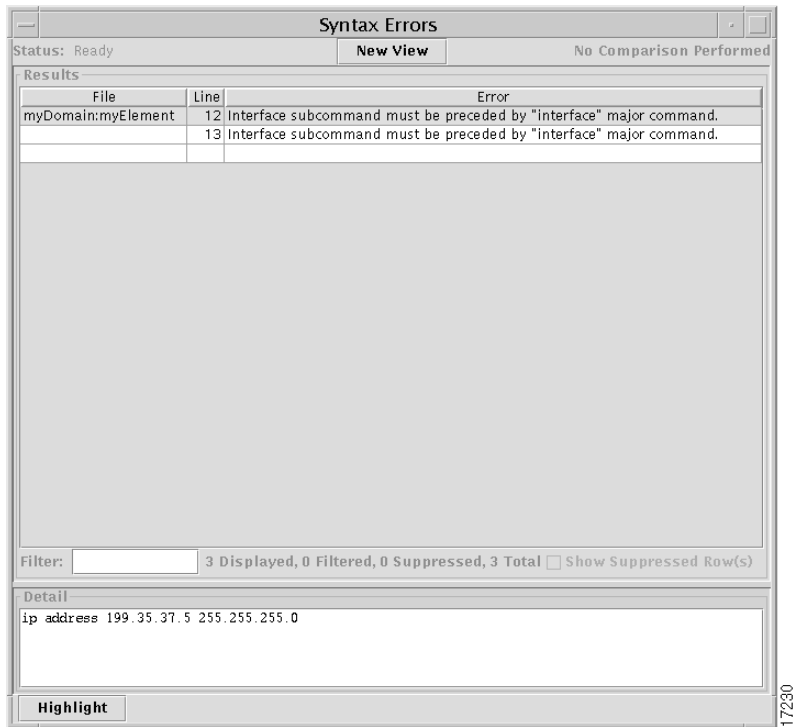 Syntax Errors
Status: Ready New View No Comparison Performed
Results
File Line Error
myDomain:myElement 12 Interface subcommand must be preceded by "interface" major command.
13 Interface subcommand must be preceded by "interface" major command.
Filter: 3 Displayed, 0 Filtered, 0 Suppressed, 3 Total Show Suppressed Row(s)
Detail
ip address 199.35.37.5 255.255.255.0
Highlight
17230